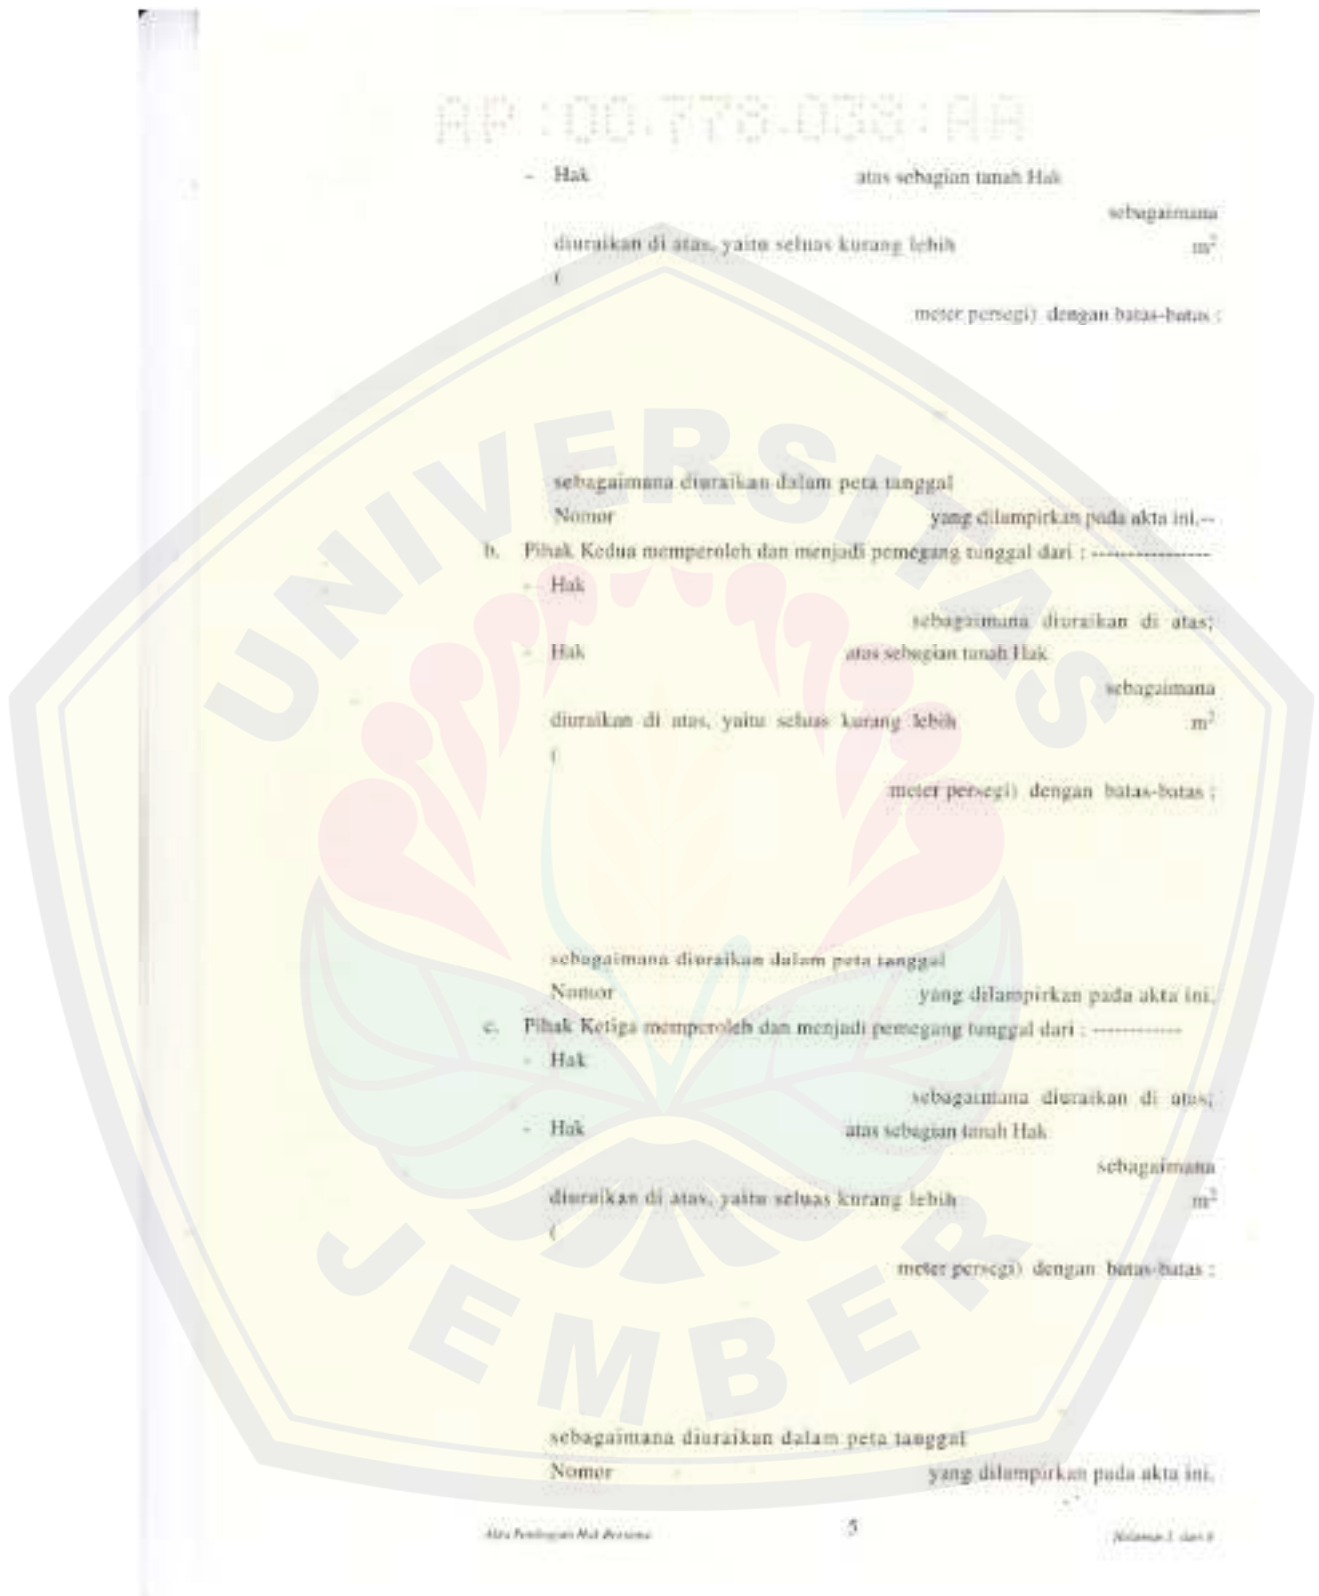 AP:00.778.038:AA
- Hak atas sebagian tanah Hak
sebagaimana
diuraikan di atas, yaitu seluas kurang lebih m²
(
meter persegi) dengan batas-batas :
sebagaimana diuraikan dalam peta tanggal
Nomor yang dilampirkan pada akta ini.--
b. Pihak Kedua memperoleh dan menjadi pemegang tunggal dari : -----------------
- Hak
sebagaimana diuraikan di atas;
- Hak atas sebagian tanah Hak
sebagaimana
diuraikan di atas, yaitu seluas kurang lebih m²
(
meter persegi) dengan batas-batas :
sebagaimana diuraikan dalam peta tanggal
Nomor yang dilampirkan pada akta ini.
c. Pihak Ketiga memperoleh dan menjadi pemegang tunggal dari : ------------
- Hak
sebagaimana diuraikan di atas;
- Hak atas sebagian tanah Hak
sebagaimana
diuraikan di atas, yaitu seluas kurang lebih m²
(
meter persegi) dengan batas-batas :
sebagaimana diuraikan dalam peta tanggal
Nomor yang dilampirkan pada akta ini.
Akta Pembagian Hak Bersama 5 Halaman dari
UNIVERSITAS
JEMBER